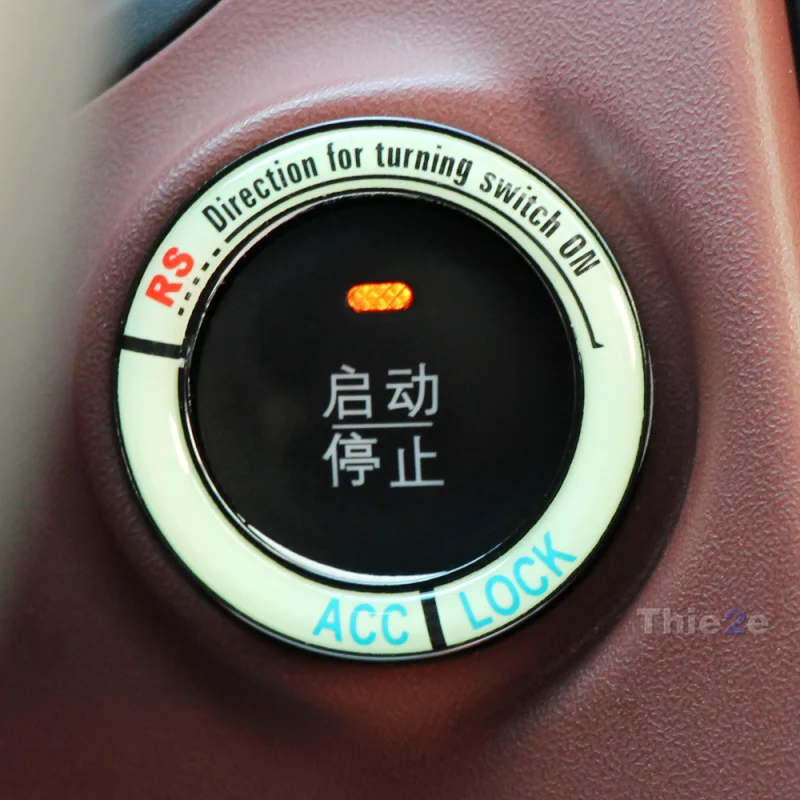 RS
Direction for turning switch ON
启动
停止
ACC
LOCK
Thie2e